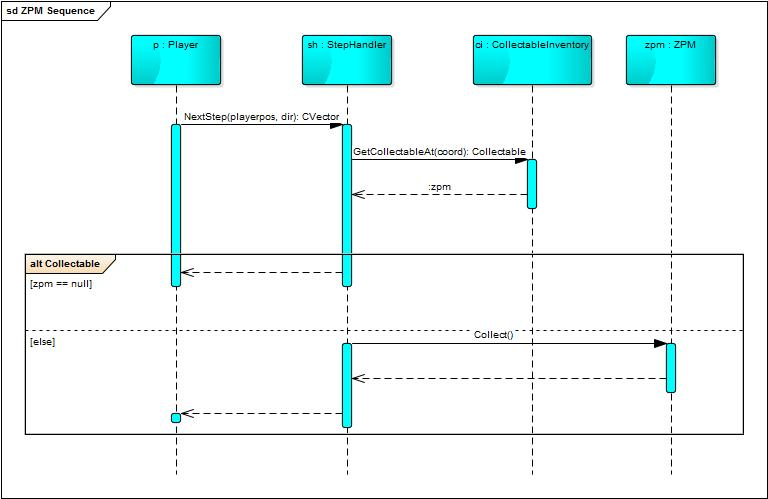 sd ZPM Sequence
p : Player
sh : StepHandler
ci : CollectableInventory
zpm : ZPM
NextStep(playerpos, dir): CVector
GetCollectableAt(coord): Collectable
:zpm
alt Collectable
[zpm == null]
[else]
Collect()